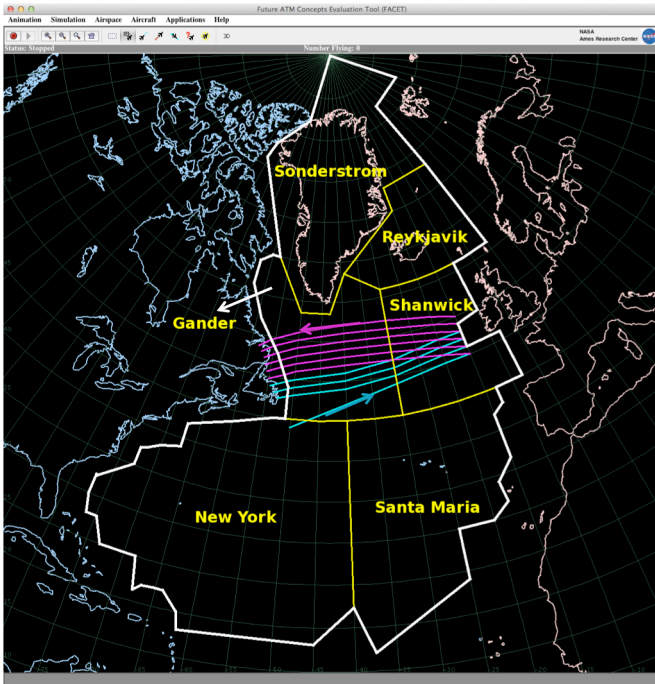 Future ATM Concepts Evaluation Tool (FACET)
Animation Simulation Airspace Aircraft Applications Help
3D
NASA
Ames Research Center
Status: Stopped
Number Flying: 0
Sonderstrom
Reykjavik
Shanwick
Gander
New York
Santa Maria